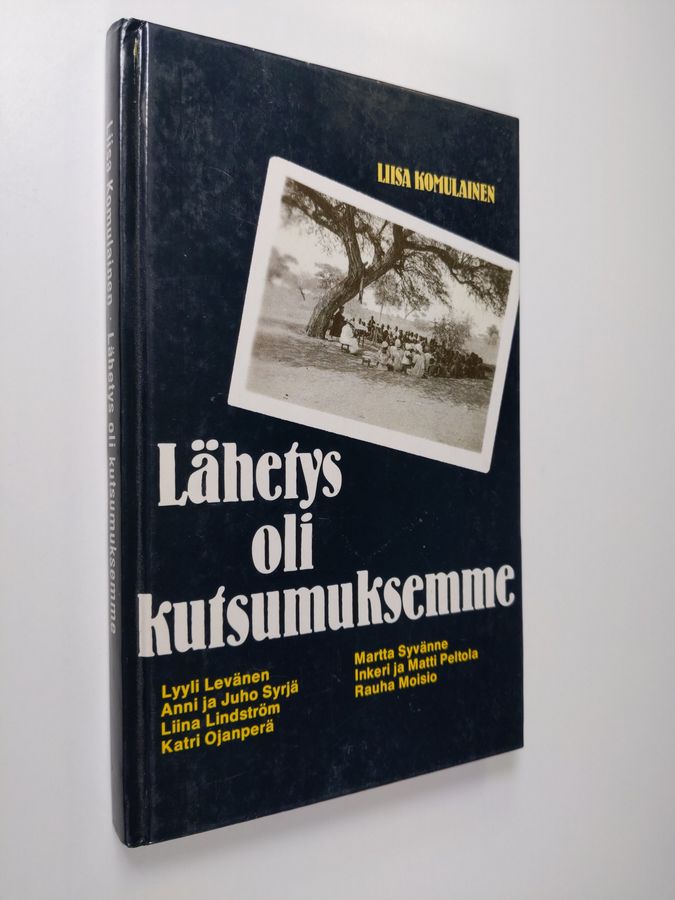 LIISA KOMULAINEN
Lähetys
oli
kutsumuksemme
Lyyli Levänen
Anni ja Juho Syrjä
Liina Lindström
Katri Ojanperä
Martta Syvänne
Inkeri ja Matti Peltola
Rauha Moisio
Liisa Komulainen · Lähetys oli kutsumuksemme